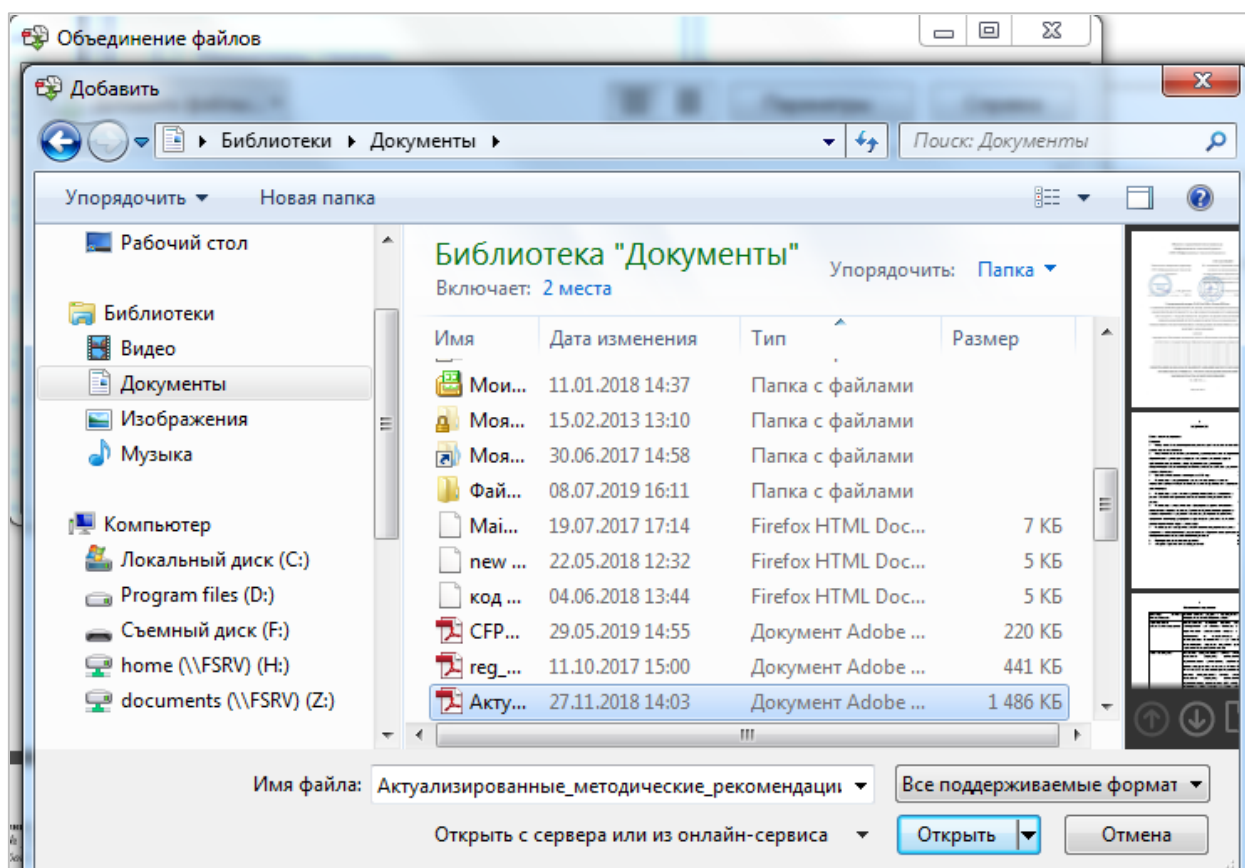 Объединение файлов
Добавить
Библиотеки Документы
Поиск: Документы
Упорядочить Новая папка
Рабочий стол
Библиотеки
Видео
Документы
Изображения
Музыка
Компьютер
Локальный диск (C:)
Program files (D:)
Съемный диск (F:)
home (\\FSRV) (H:)
documents (\\FSRV) (Z:)
Библиотека "Документы"
Включает: 2 места
Упорядочить: Папка
Имя Дата изменения Тип Размер
Мои... 11.01.2018 14:37 Папка с файлами
Моя... 15.02.2013 13:10 Папка с файлами
Моя... 30.06.2017 14:58 Папка с файлами
Фай... 08.07.2019 16:11 Папка с файлами
Mai... 19.07.2017 17:14 Firefox HTML Doc... 7 КБ
new ... 22.05.2018 12:32 Firefox HTML Doc... 5 КБ
код ... 04.06.2018 13:44 Firefox HTML Doc... 5 КБ
CFP... 29.05.2019 14:55 Документ Adobe ... 220 КБ
reg_... 11.10.2017 15:00 Документ Adobe ... 441 КБ
Акту... 27.11.2018 14:03 Документ Adobe ... 1 486 КБ
Имя файла: Актуализированные_методические_рекомендации
Все поддерживаемые формат
Открыть с сервера или из онлайн-сервиса
Открыть
Отмена